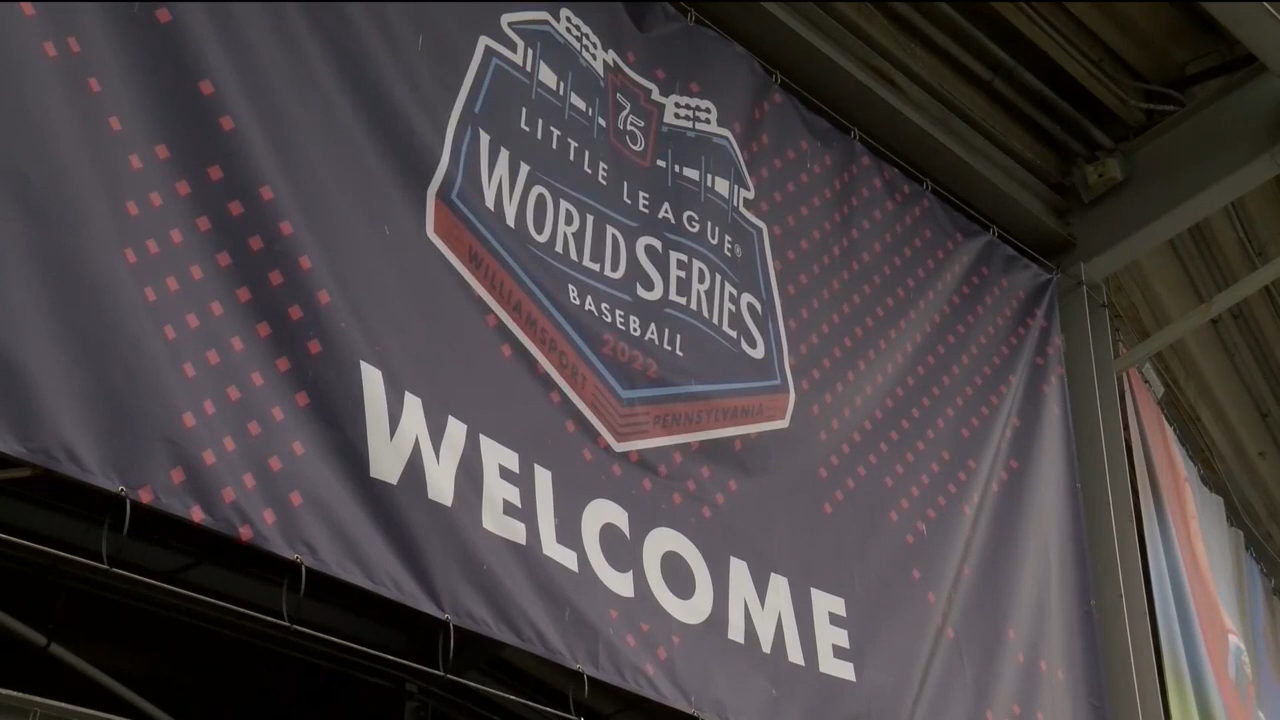 75
LITTLE LEAGUE®
WORLD SERIES
BASEBALL
2022
WILLIAMSPORT PENNSYLVANIA
WELCOME